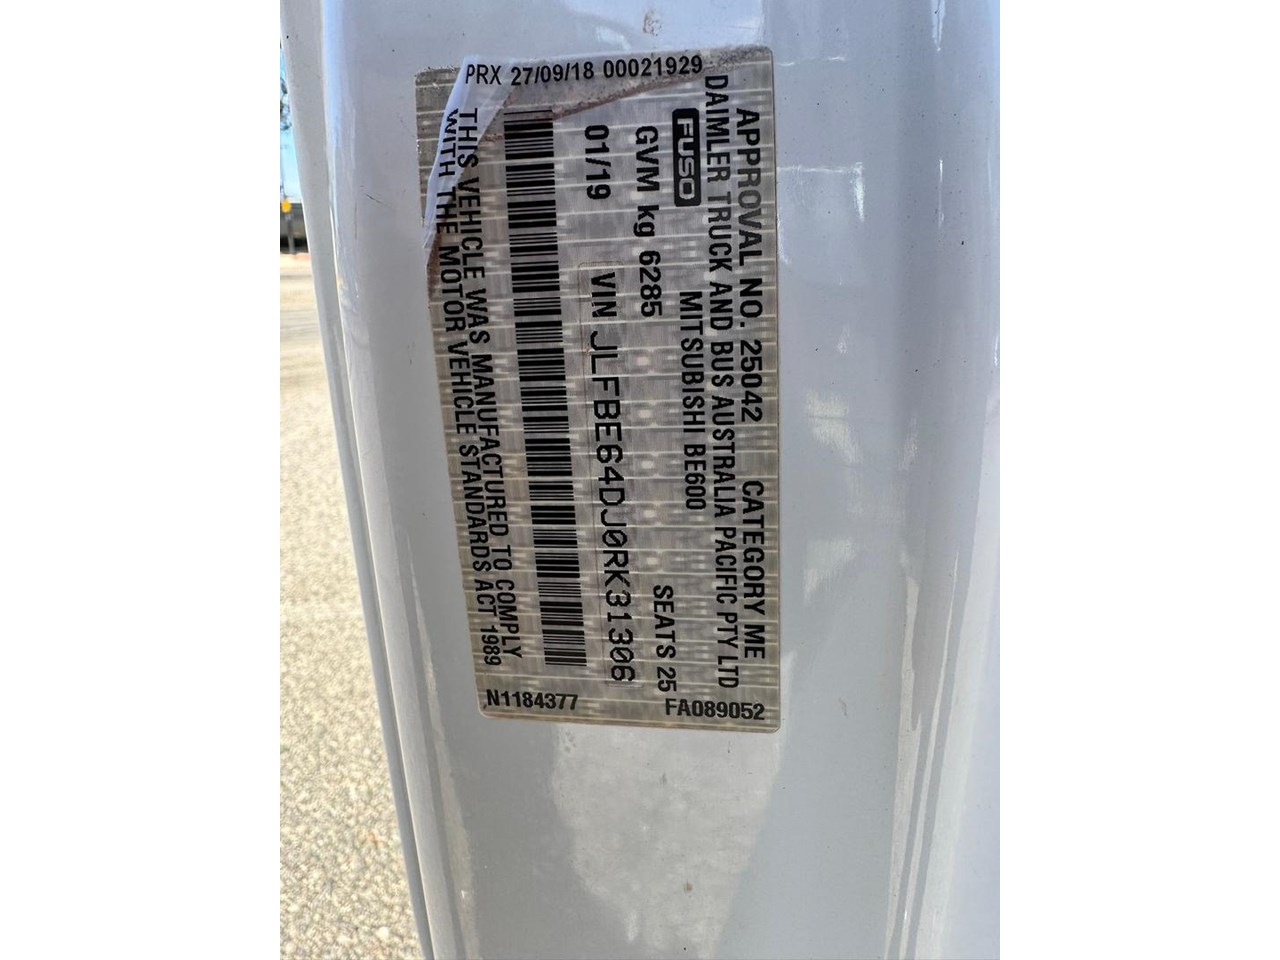 PRX 27/09/18 00021929
APPROVAL NO. 25042 CATEGORY ME
DAIMLER TRUCK AND BUS AUSTRALIA PACIFIC PTY LTD
FUSO MITSUBISHI BE600
GVM kg 6285 SEATS 25
01/19 VIN JLFBE64DJ0RK31306
THIS VEHICLE WAS MANUFACTURED TO COMPLY
WITH THE MOTOR VEHICLE STANDARDS ACT 1989
N1184377 FA089052